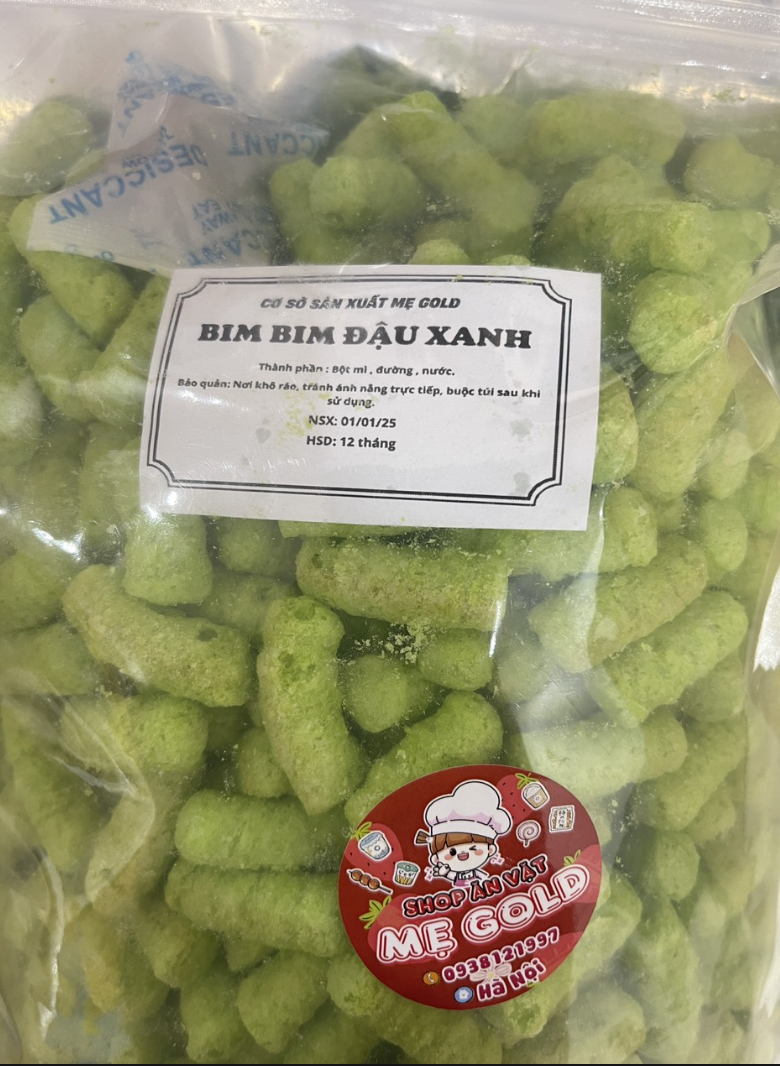 DESICCANT
CƠ SỞ SẢN XUẤT MẸ GOLD
BIM BIM ĐẬU XANH
Thành phần : Bột mì , đường , nước.
Bảo quản: Nơi khô ráo, tránh ánh nắng trực tiếp, buộc túi sau khi
sử dụng.
NSX: 01/01/25
HSD: 12 tháng
SHOP ĂN VẶT
MẸ GOLD
0938121997
Hà Nội